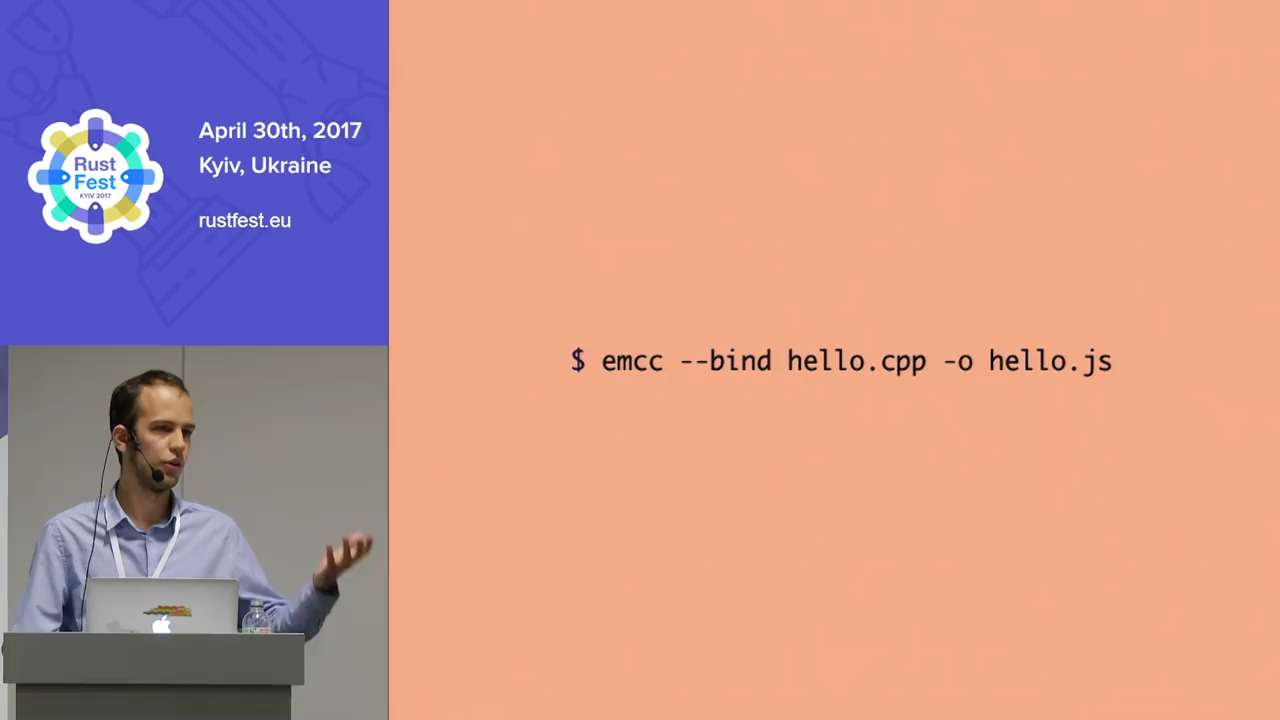 Rust
Fest
KYIV 2017
April 30th, 2017
Kyiv, Ukraine
rustfest.eu
$ emcc --bind hello.cpp -o hello.js